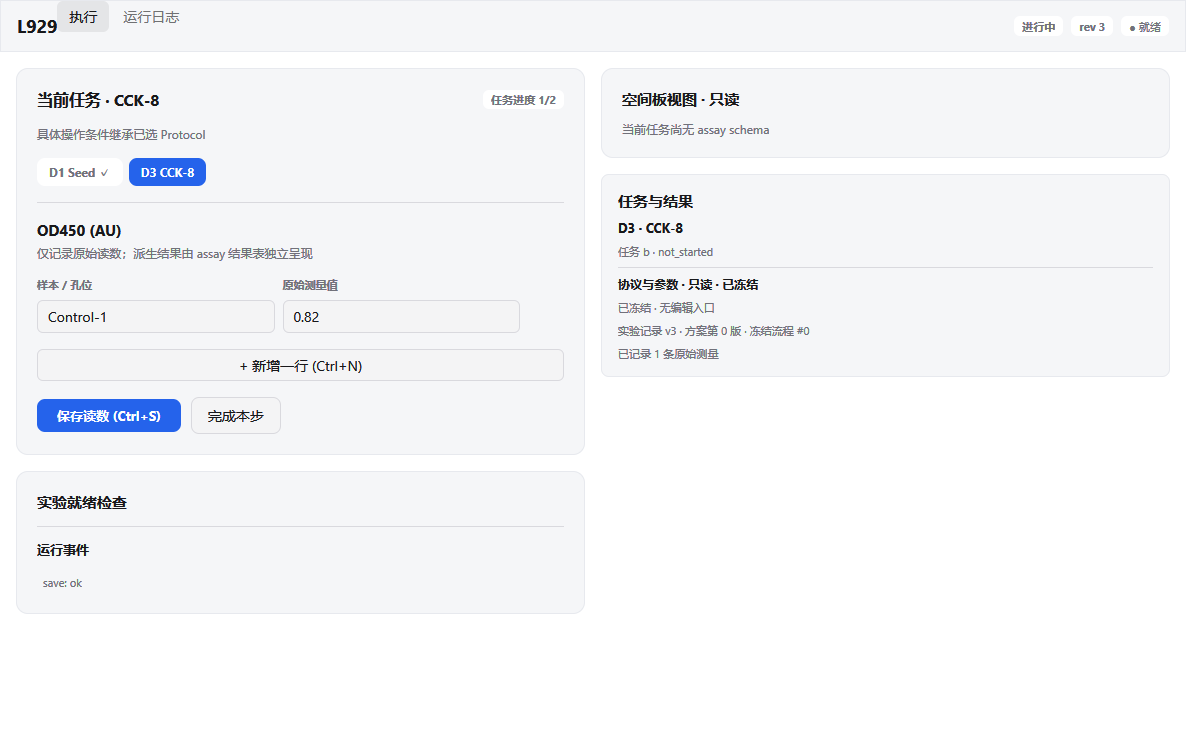 L929 执行 运行日志 进行中 rev 3 ● 就绪
当前任务 · CCK-8 任务进度 1/2
具体操作条件继承已选 Protocol
D1 Seed ✓ D3 CCK-8
OD450 (AU)
仅记录原始读数；派生结果由 assay 结果表独立呈现
样本 / 孔位 原始测量值
Control-1 0.82
+ 新增一行 (Ctrl+N)
保存读数 (Ctrl+S) 完成本步
实验就绪检查
运行事件
save: ok
空间板视图 · 只读
当前任务尚无 assay schema
任务与结果
D3 · CCK-8
任务 b · not_started
协议与参数 · 只读 · 已冻结
已冻结 · 无编辑入口
实验记录 v3 · 方案第 0 版 · 冻结流程 #0
已记录 1 条原始测量